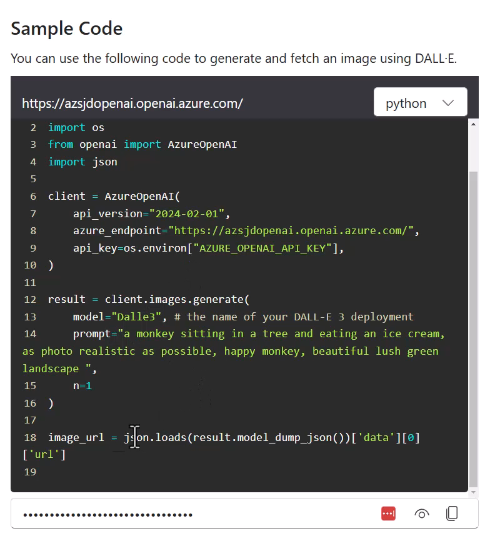 Sample Code
You can use the following code to generate and fetch an image using DALL·E.
https://azsjdopenai.openai.azure.com/
python
2 import os
3 from openai import AzureOpenAI
4 import json
5
6 client = AzureOpenAI(
7     api_version="2024-02-01",
8     azure_endpoint="https://azsjdopenai.openai.azure.com/",
9     api_key=os.environ["AZURE_OPENAI_API_KEY"],
10 )
11
12 result = client.images.generate(
13     model="Dalle3", # the name of your DALL-E 3 deployment
14     prompt="a monkey sitting in a tree and eating an ice cream,
as photo realistic as possible, happy monkey, beautiful lush green
landscape ",
15     n=1
16 )
17
18 image_url = json.loads(result.model_dump_json())['data'][0]
['url']
19